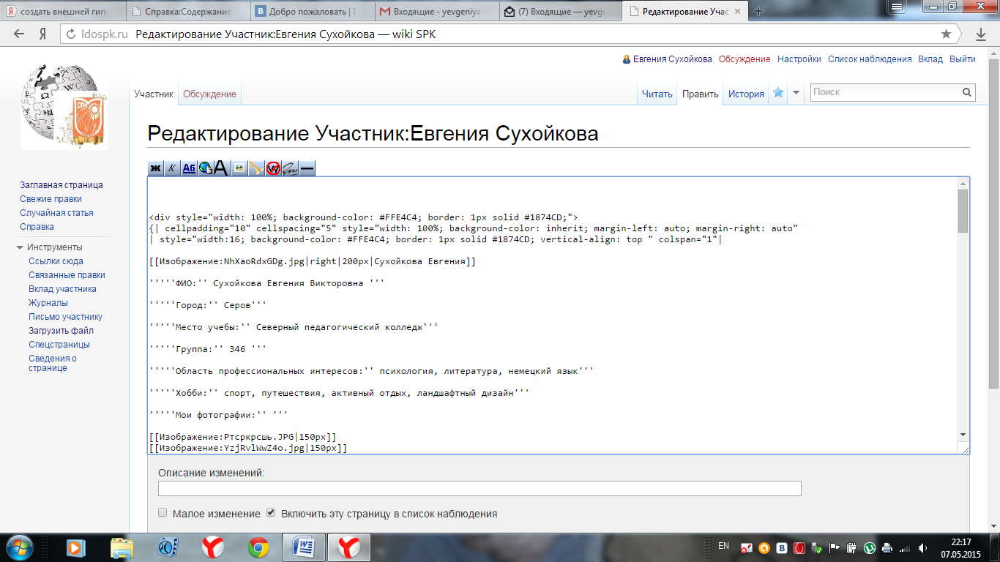 создать внешней гип
Справка:Содержание
Добро пожаловать |
Входящие - yevgeniya
(7) Входящие — yevge
Редактирование Учас
ldospk.ru Редактирование Участник:Евгения Сухойкова — wiki SPK
Евгения Сухойкова Обсуждение Настройки Список наблюдения Вклад Выйти
Участник Обсуждение Читать Править История Поиск
Редактирование Участник:Евгения Сухойкова
Ж К Аб A
Заглавная страница
Свежие правки
Случайная статья
Справка
Инструменты
Ссылки сюда
Связанные правки
Вклад участника
Журналы
Письмо участнику
Загрузить файл
Спецстраницы
Сведения о
странице
<div style="width: 100%; background-color: #FFE4C4; border: 1px solid #1874CD;">
{| cellpadding="10" cellspacing="5" style="width: 100%; background-color: inherit; margin-left: auto; margin-right: auto"
| style="width:16; background-color: #FFE4C4; border: 1px solid #1874CD; vertical-align: top " colspan="1"|
[[Изображение:NhXaoRdxGDg.jpg|right|200px|Сухойкова Евгения]]
'''''ФИО:'' Сухойкова Евгения Викторовна '''
'''''Город:'' Серов'''
'''''Место учебы:'' Северный педагогический колледж'''
'''''Группа:'' 346 '''
'''''Область профессиональных интересов:'' психология, литература, немецкий язык'''
'''''Хобби:'' спорт, путешествия, активный отдых, ландшафтный дизайн'''
'''''Мои фотографии:'' '''
[[Изображение:Ртсркрсшь.JPG|150px]]
[[Изображение:YzjRvlWwZ4o.jpg|150px]]
Описание изменений:
Малое изменение Включить эту страницу в список наблюдения
EN
22:17
07.05.2015